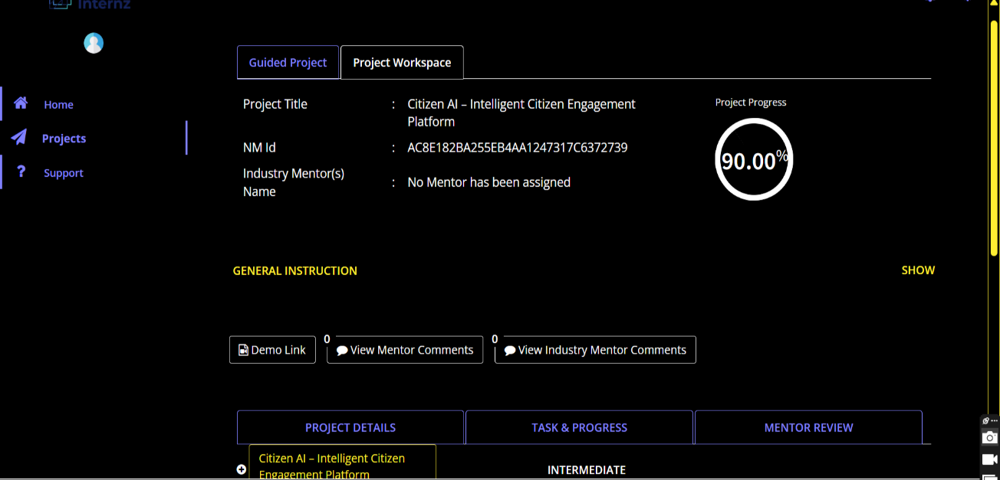 Internz
Guided Project
Project Workspace
Home
Projects
Support
Project Title : Citizen AI – Intelligent Citizen Engagement
Platform
NM Id : AC8E182BA255EB4AA1247317C6372739
Industry Mentor(s)
Name : No Mentor has been assigned
Project Progress
90.00%
GENERAL INSTRUCTION
SHOW
Demo Link
0
View Mentor Comments
0
View Industry Mentor Comments
PROJECT DETAILS
TASK & PROGRESS
MENTOR REVIEW
Citizen AI – Intelligent Citizen
Engagement Platform
INTERMEDIATE